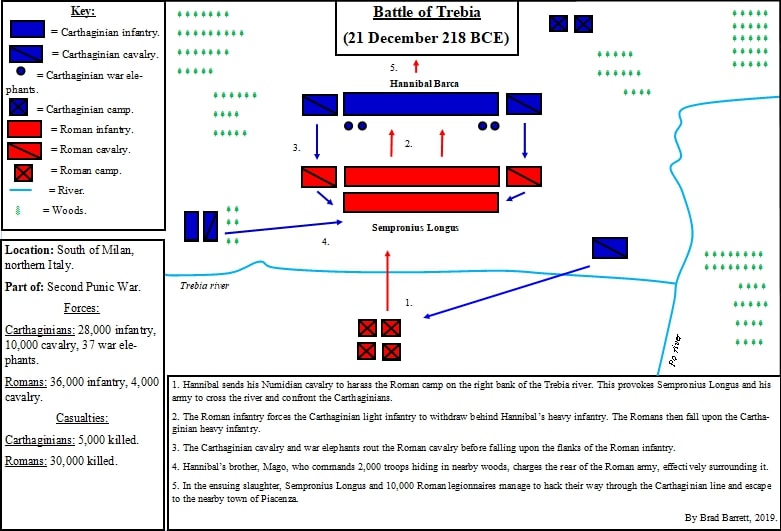 Key:
= Carthaginian infantry.
= Carthaginian cavalry.
= Carthaginian war ele-
phants.
= Carthaginian camp.
= Roman infantry.
= Roman cavalry.
= Roman camp.
= River.
= Woods.
Battle of Trebia
(21 December 218 BCE)
5.
Hannibal Barca
3.
2.
Sempronius Longus
4.
Trebia river
1.
Po river
Location: South of Milan,
northern Italy.
Part of: Second Punic War.
Forces:
Carthaginians: 28,000 infantry,
10,000 cavalry, 37 war ele-
phants.
Romans: 36,000 infantry, 4,000
cavalry.
Casualties:
Carthaginians: 5,000 killed.
Romans: 30,000 killed.
1. Hannibal sends his Numidian cavalry to harass the Roman camp on the right bank of the Trebia river. This provokes Sempronius Longus and his
army to cross the river and confront the Carthaginians.
2. The Roman infantry forces the Carthaginian light infantry to withdraw behind Hannibal's heavy infantry. The Romans then fall upon the Cartha-
ginian heavy infantry.
3. The Carthaginian cavalry and war elephants rout the Roman cavalry before falling upon the flanks of the Roman infantry.
4. Hannibal's brother, Mago, who commands 2,000 troops hiding in nearby woods, charges the rear of the Roman army, effectively surrounding it.
5. In the ensuing slaughter, Sempronius Longus and 10,000 Roman legionnaires manage to hack their way through the Carthaginian line and escape
to the nearby town of Piacenza.
By Brad Barrett, 2019.